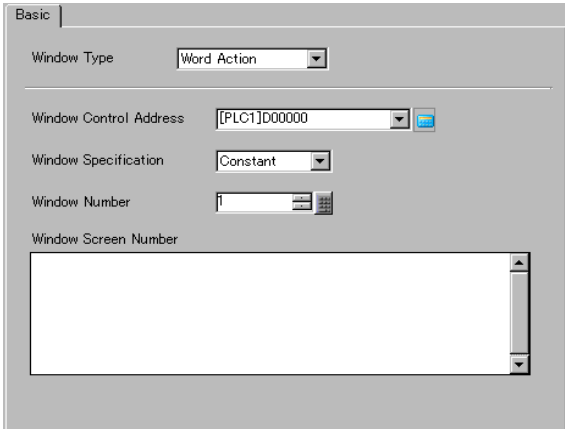 Basic
Window Type Word Action
Window Control Address [PLC1]D00000
Window Specification Constant
Window Number 1
Window Screen Number